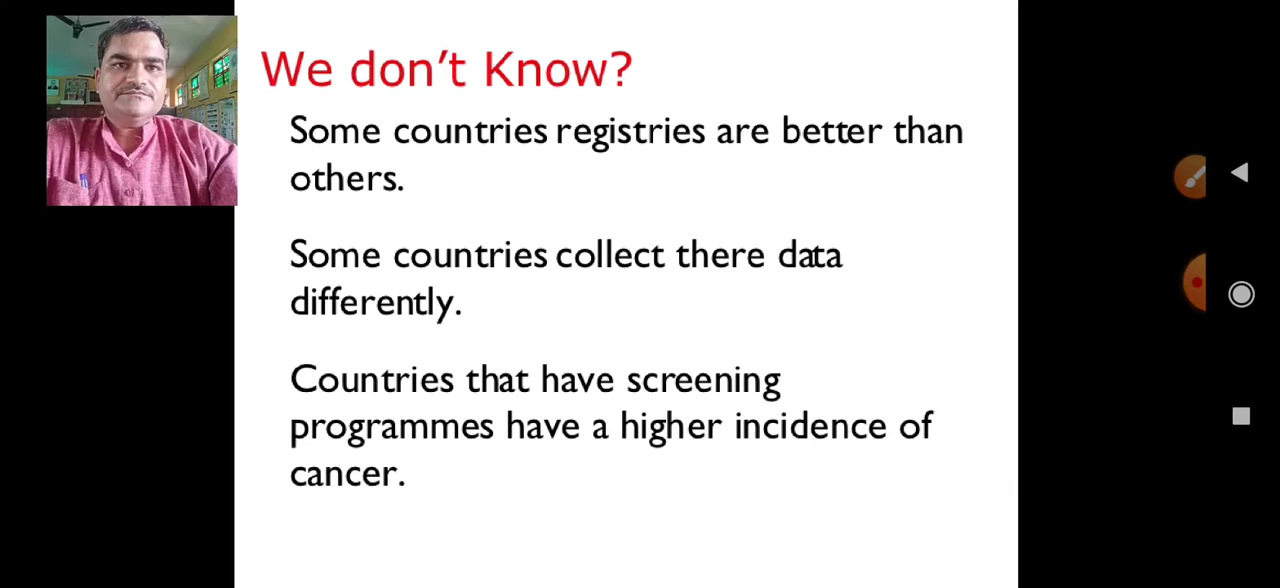 We don't Know?
Some countries registries are better than
others.
Some countries collect there data
differently.
Countries that have screening
programmes have a higher incidence of
cancer.